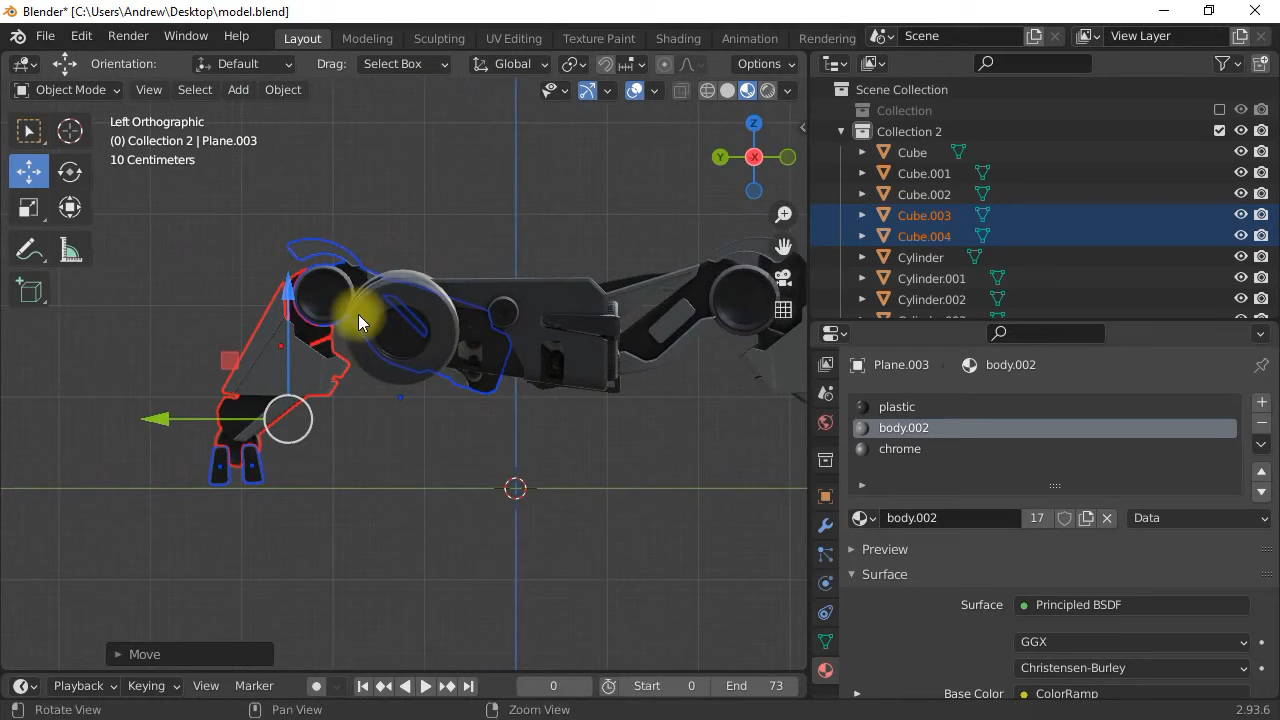 Blender* [C:\Users\Andrew\Desktop\model.blend]
File Edit Render Window Help Layout Modeling Sculpting UV Editing Texture Paint Shading Animation Rendering Scene View Layer
Orientation: Default Drag: Select Box Global Options
Object Mode View Select Add Object
Left Orthographic
(0) Collection 2 | Plane.003
10 Centimeters
Z
Y
-X
Move
Scene Collection
Collection
Collection 2
Cube
Cube.001
Cube.002
Cube.003
Cube.004
Cylinder
Cylinder.001
Cylinder.002
Plane.003 body.002
plastic
body.002
chrome
body.002 17 Data
Preview
Surface
Surface Principled BSDF
GGX
Christensen-Burley
Base Color ColorRamp
Playback Keying View Marker 0 Start 0 End 73
Rotate View Pan View Zoom View 2.93.6